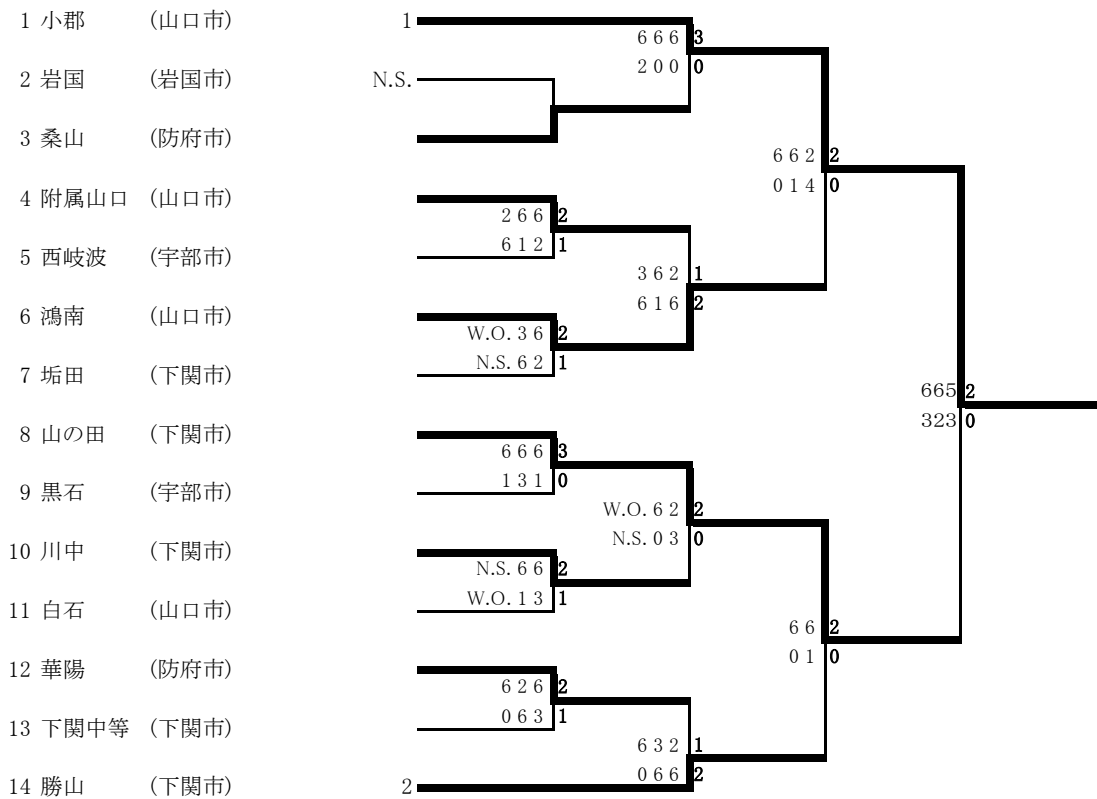 1 小郡 (山口市) 1
6 6 6 3
2 0 0 0
2 岩国 (岩国市) N.S.
3 桑山 (防府市)
6 6 2 2
0 1 4 0
4 附属山口 (山口市)
2 6 6 2
6 1 2 1
5 西岐波 (宇部市)
3 6 2 1
6 1 6 2
6 鴻南 (山口市)
W.O. 3 6 2
N.S. 6 2 1
7 垢田 (下関市)
665 2
323 0
8 山の田 (下関市)
6 6 6 3
1 3 1 0
9 黒石 (宇部市)
W.O. 6 2 2
N.S. 0 3 0
10 川中 (下関市)
N.S. 6 6 2
W.O. 1 3 1
11 白石 (山口市)
6 6 2
0 1 0
12 華陽 (防府市)
6 2 6 2
0 6 3 1
13 下関中等 (下関市)
6 3 2 1
0 6 6 2
14 勝山 (下関市) 2